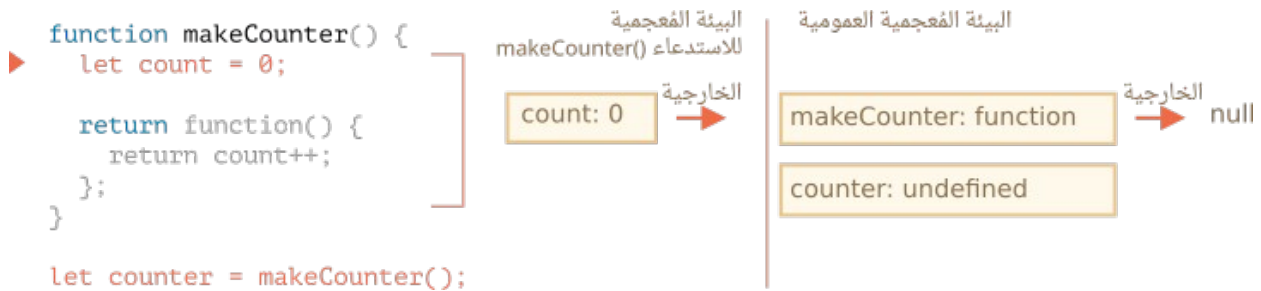 function makeCounter() {
let count = 0;
return function() {
return count++;
};
}
let counter = makeCounter();
البيئة المُعجمية
للاستدعاء makeCounter()
count: 0
الخارجية
البيئة المُعجمية العمومية
makeCounter: function
counter: undefined
الخارجية
null